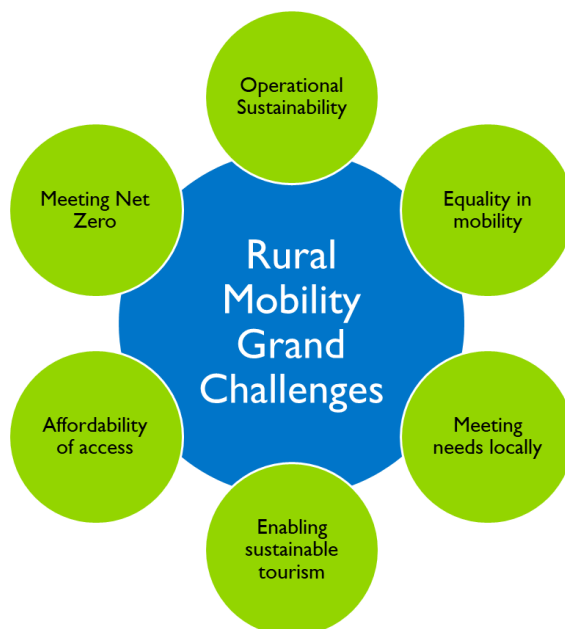 Operational
Sustainability
Meeting Net
Zero
Equality in
mobility
Rural
Mobility
Grand
Challenges
Affordability
of access
Meeting
needs locally
Enabling
sustainable
tourism